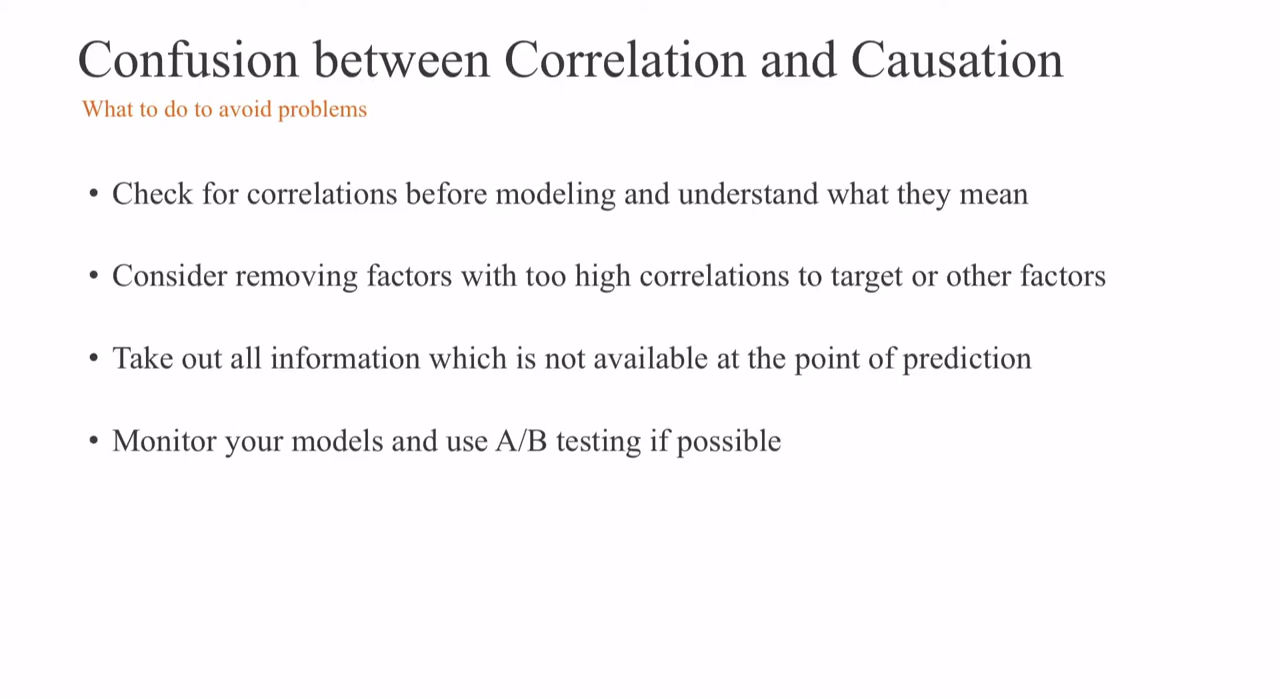 Confusion between Correlation and Causation
What to do to avoid problems
• Check for correlations before modeling and understand what they mean
• Consider removing factors with too high correlations to target or other factors
• Take out all information which is not available at the point of prediction
• Monitor your models and use A/B testing if possible